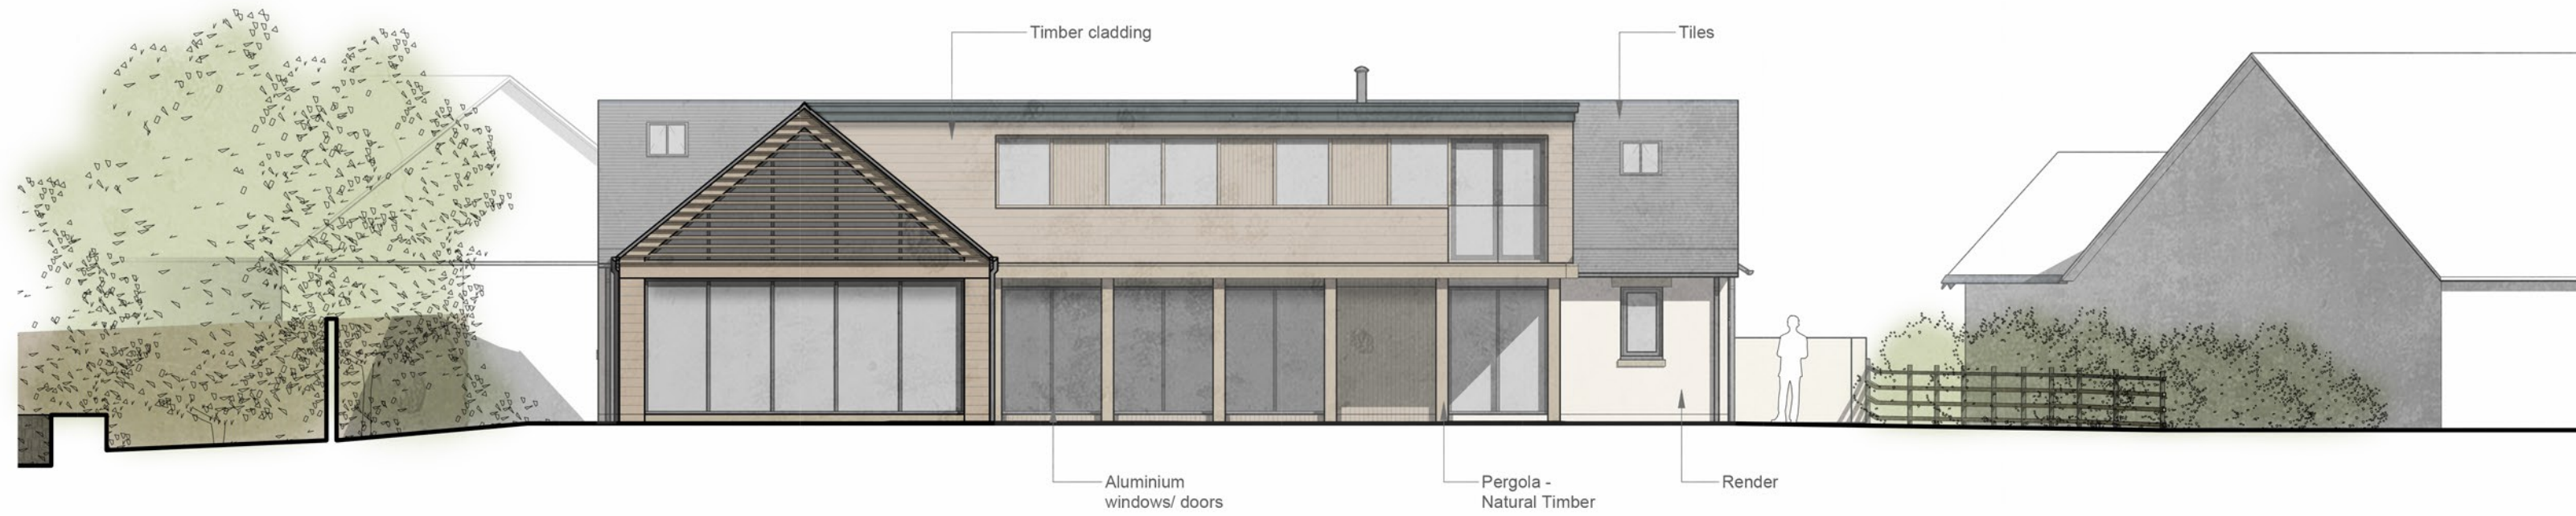 Timber cladding
Tiles
Aluminium
windows/ doors
Pergola -
Natural Timber
Render